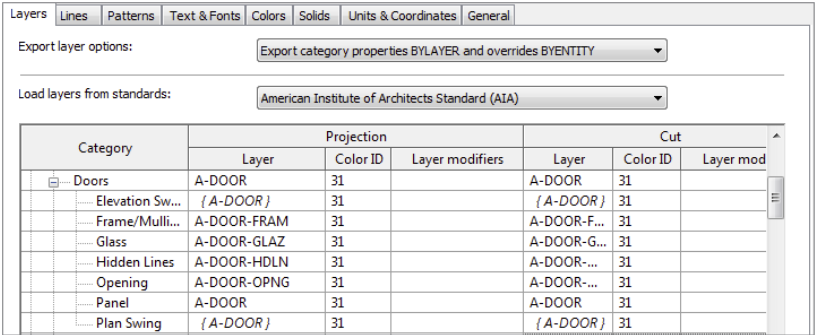 Layers Lines Patterns Text & Fonts Colors Solids Units & Coordinates General
Export layer options: Export category properties BYLAYER and overrides BYENTITY
Load layers from standards: American Institute of Architects Standard (AIA)
Category Projection Cut
Layer Color ID Layer modifiers Layer Color ID Layer mod
Doors A-DOOR 31 A-DOOR 31
Elevation Sw... { A-DOOR } 31 { A-DOOR } 31
Frame/Mulli... A-DOOR-FRAM 31 A-DOOR-F... 31
Glass A-DOOR-GLAZ 31 A-DOOR-G... 31
Hidden Lines A-DOOR-HDLN 31 A-DOOR-... 31
Opening A-DOOR-OPNG 31 A-DOOR-... 31
Panel A-DOOR 31 A-DOOR 31
Plan Swing { A-DOOR } 31 { A-DOOR } 31